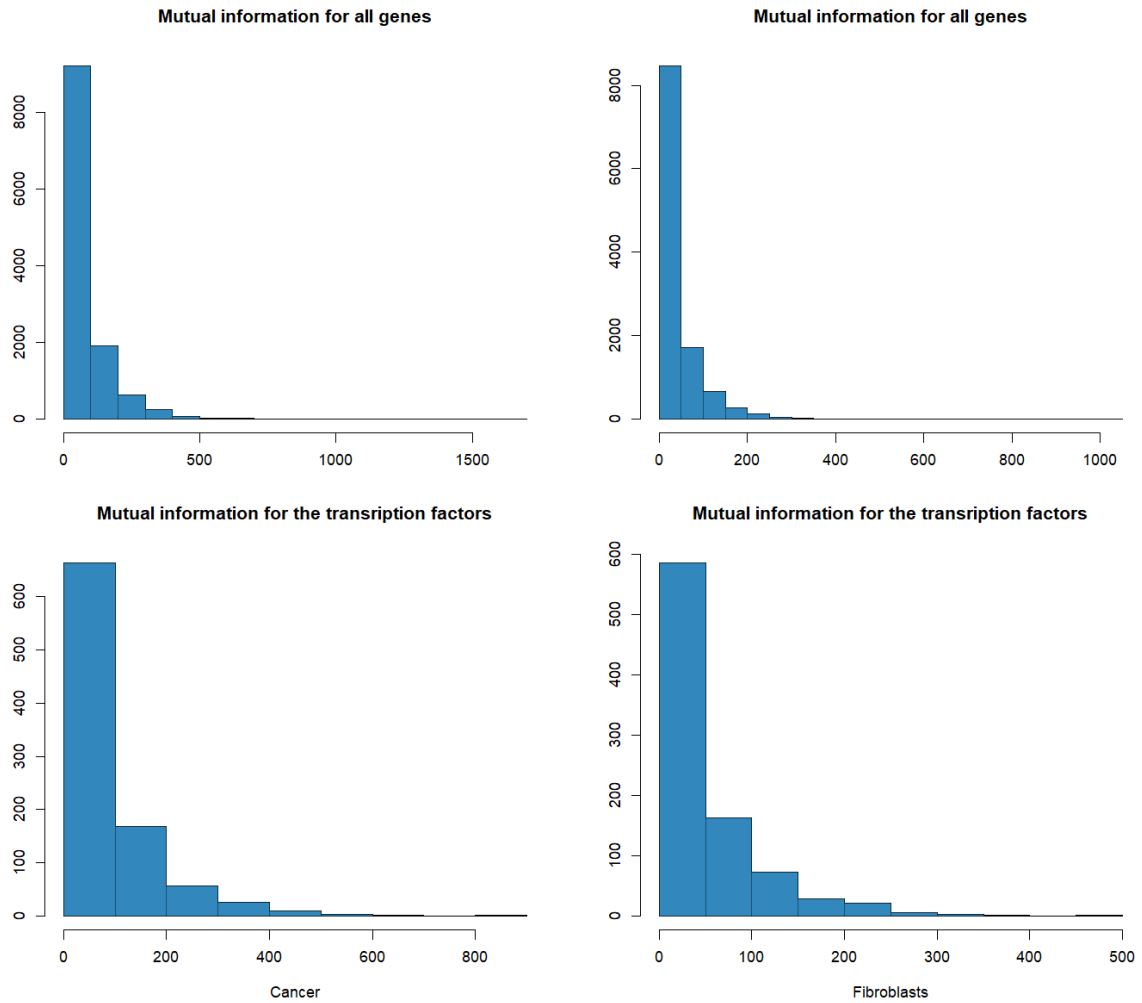 Mutual information for all genes
8000
6000
4000
2000
0
0 500 1000 1500
Mutual information for all genes
8000
6000
4000
2000
0
0 200 400 600 800 1000
Mutual information for the transription factors
600
500
400
300
200
100
0
0 200 400 600 800
Cancer
Mutual information for the transription factors
600
500
400
300
200
100
0
0 100 200 300 400 500
Fibroblasts